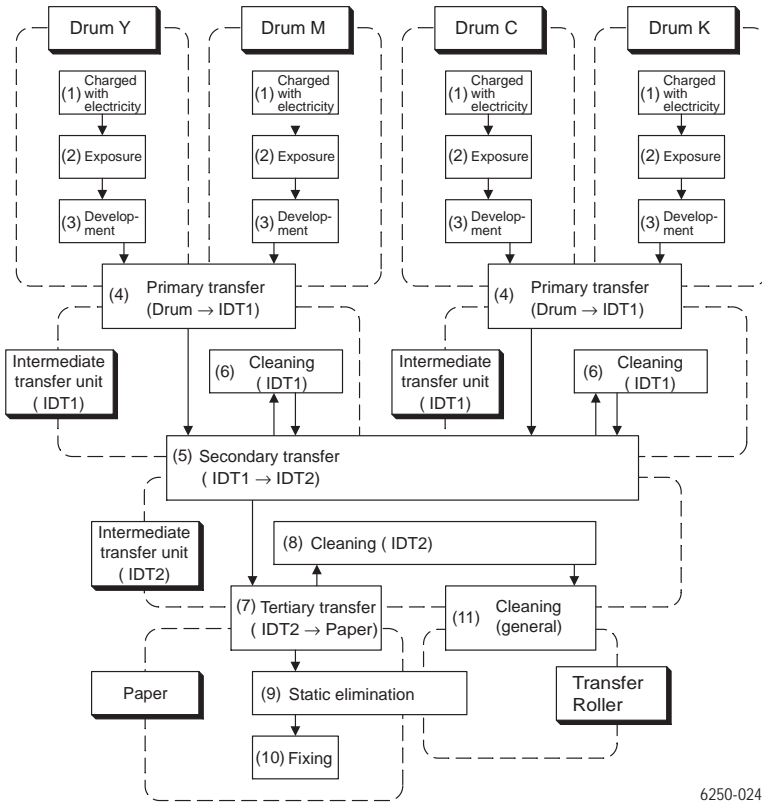 Drum Y
Drum M
Drum C
Drum K
(1) Charged with electricity
(1) Charged with electricity
(1) Charged with electricity
(1) Charged with electricity
(2) Exposure
(2) Exposure
(2) Exposure
(2) Exposure
(3) Develop-
ment
(3) Develop-
ment
(3) Develop-
ment
(3) Develop-
ment
(4) Primary transfer
(Drum → IDT1)
(4) Primary transfer
(Drum → IDT1)
Intermediate
transfer unit
( IDT1)
(6) Cleaning
( IDT1)
Intermediate
transfer unit
( IDT1)
(6) Cleaning
( IDT1)
(5) Secondary transfer
( IDT1 → IDT2)
Intermediate
transfer unit
( IDT2)
(8) Cleaning ( IDT2)
(7) Tertiary transfer
( IDT2 → Paper)
(11) Cleaning
(general)
Paper
(9) Static elimination
Transfer
Roller
(10) Fixing
6250-024